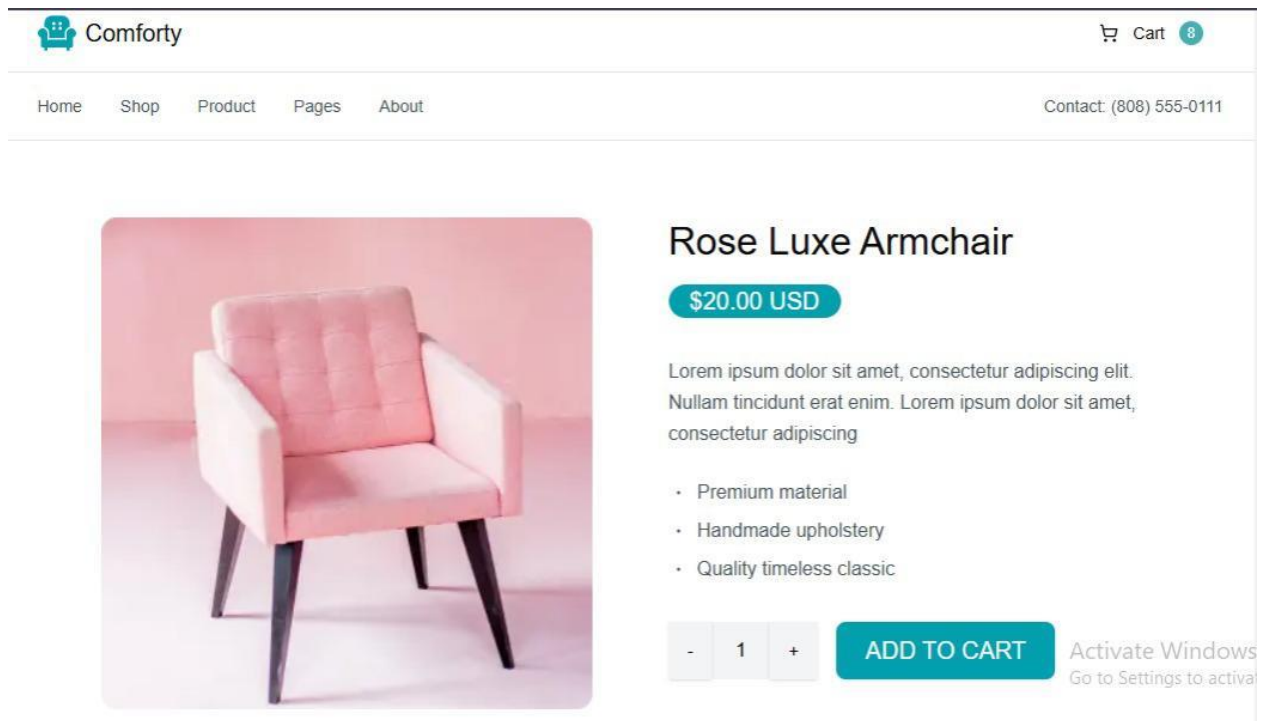 Comforty
Cart 8
Home Shop Product Pages About
Contact: (808) 555-0111
Rose Luxe Armchair
$20.00 USD
Lorem ipsum dolor sit amet, consectetur adipiscing elit.
Nullam tincidunt erat enim. Lorem ipsum dolor sit amet,
consectetur adipiscing
• Premium material
• Handmade upholstery
• Quality timeless classic
- 1 +
ADD TO CART
Activate Windows
Go to Settings to activa